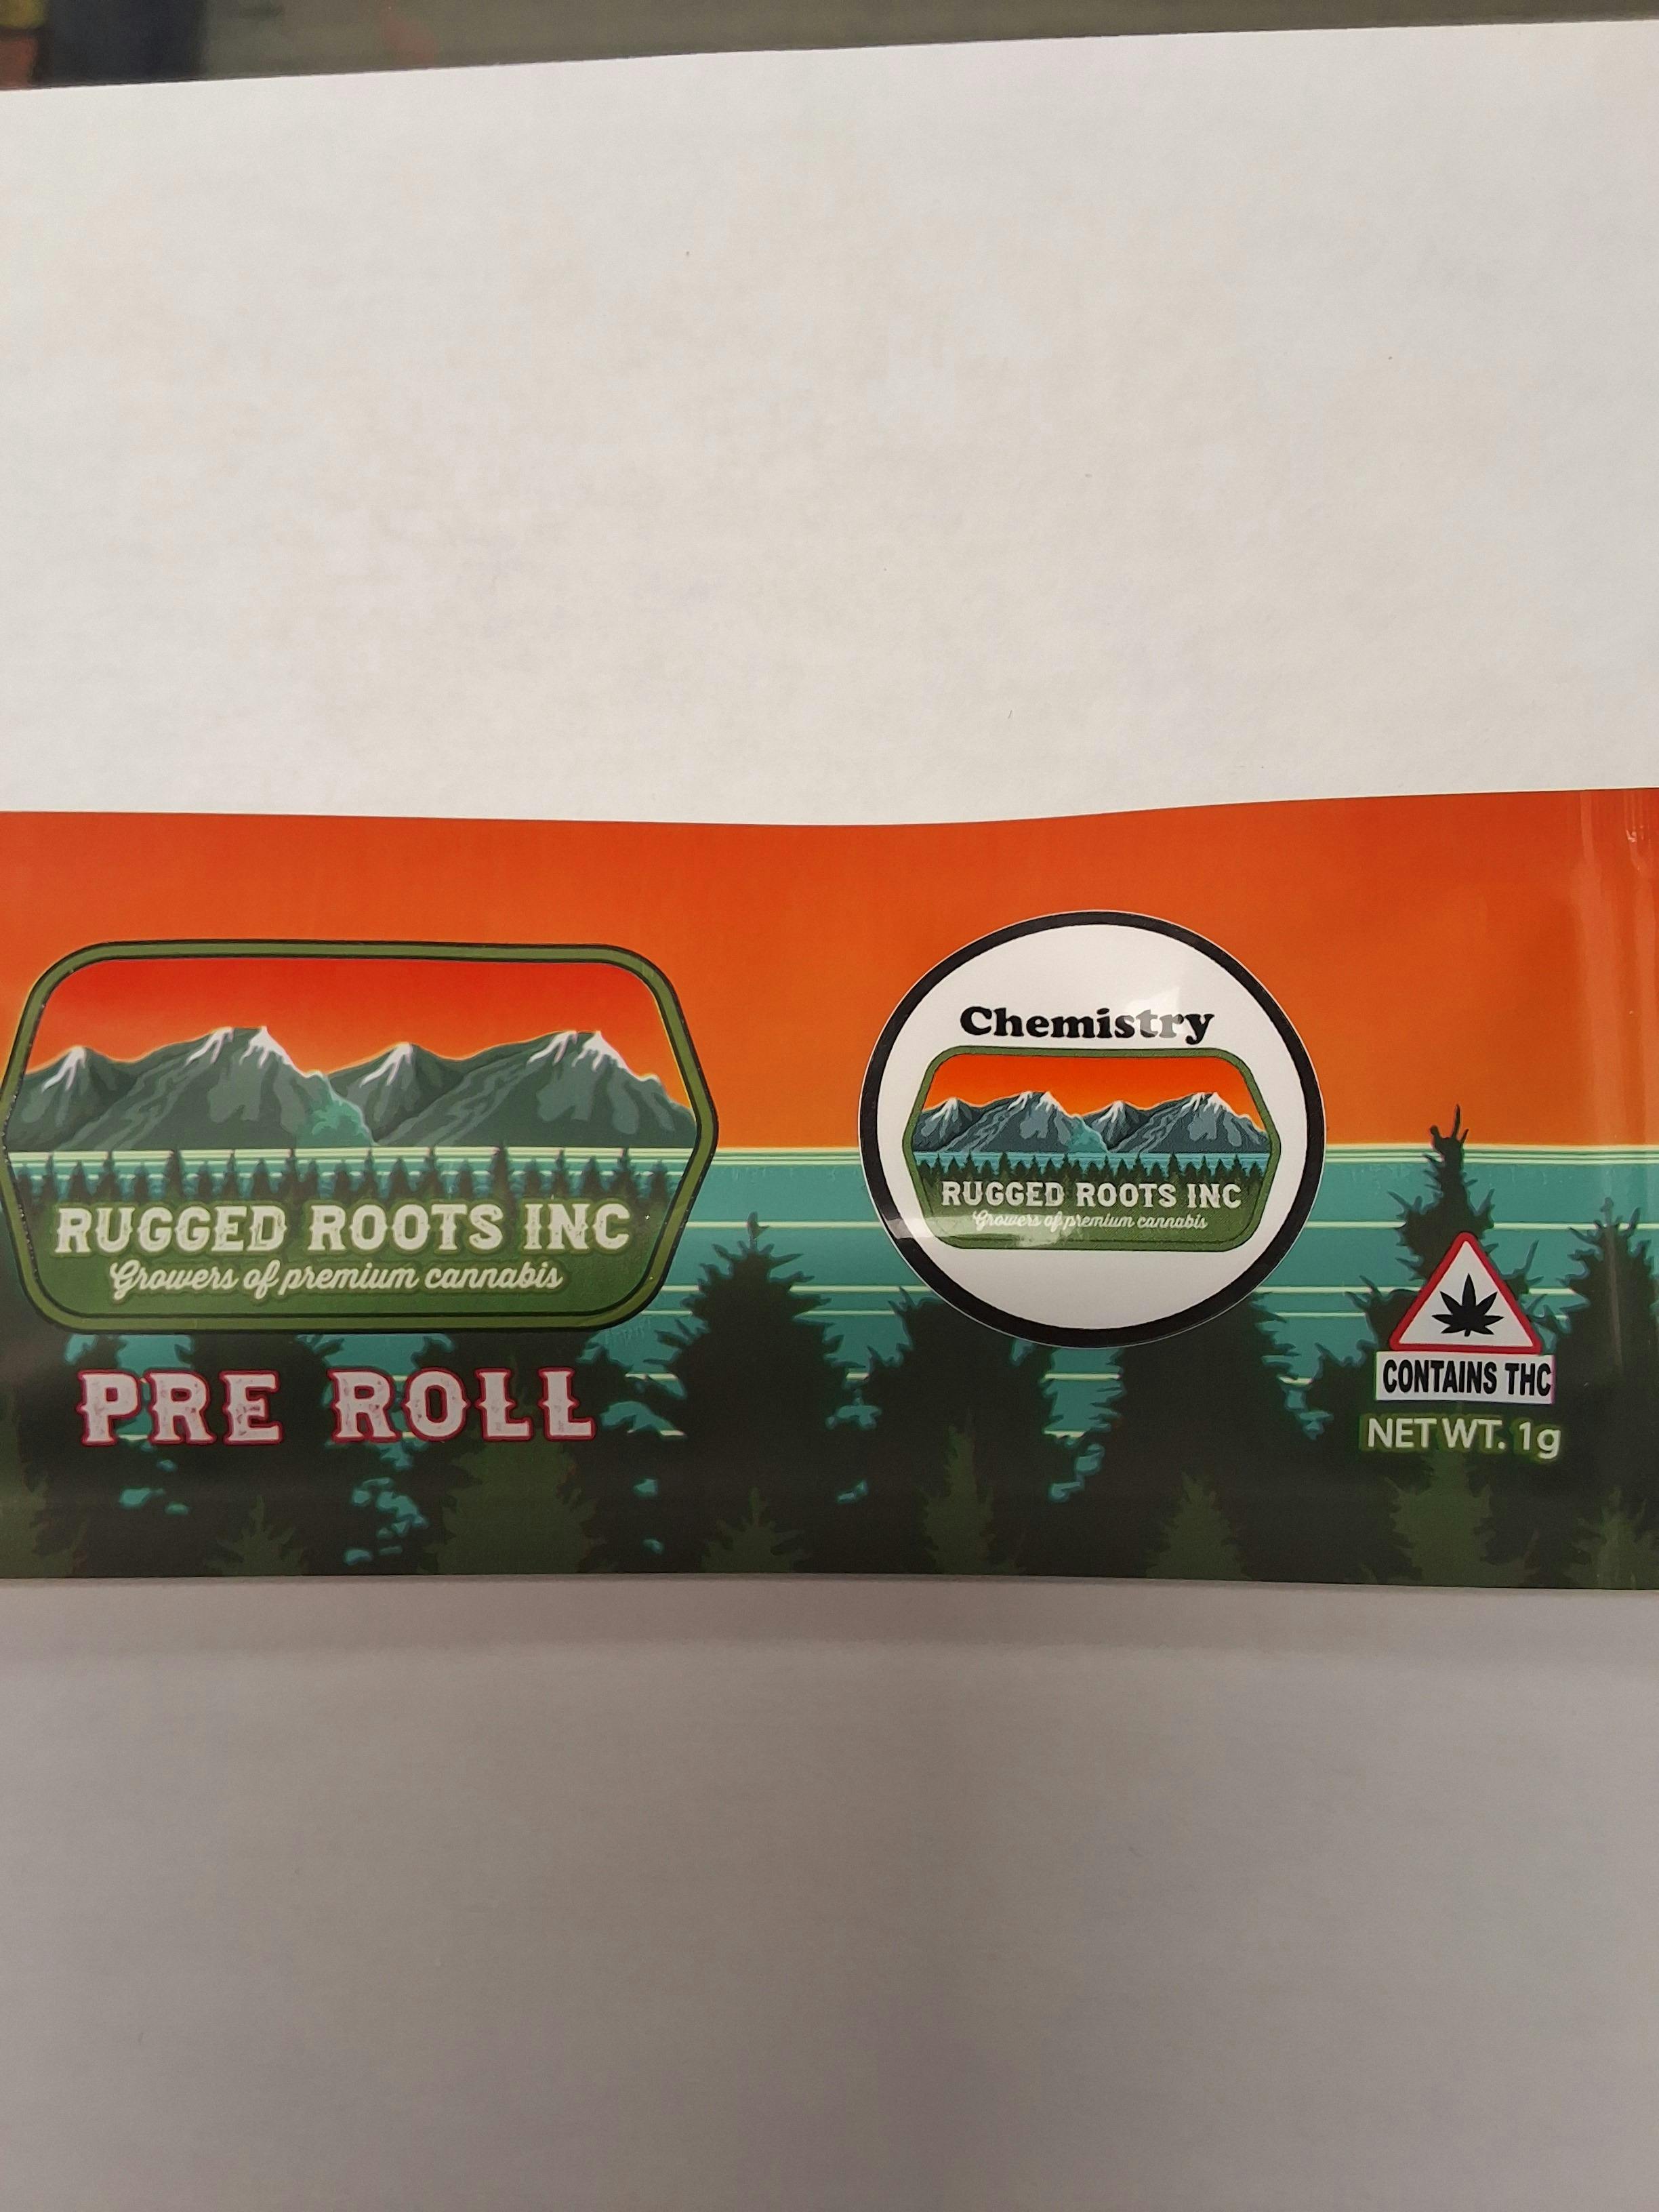 RUGGED ROOTS INC
Growers of premium cannabis
PRE ROLL
Chemistry
RUGGED ROOTS INC
Growers of premium cannabis
CONTAINS THC
NET WT. 1g